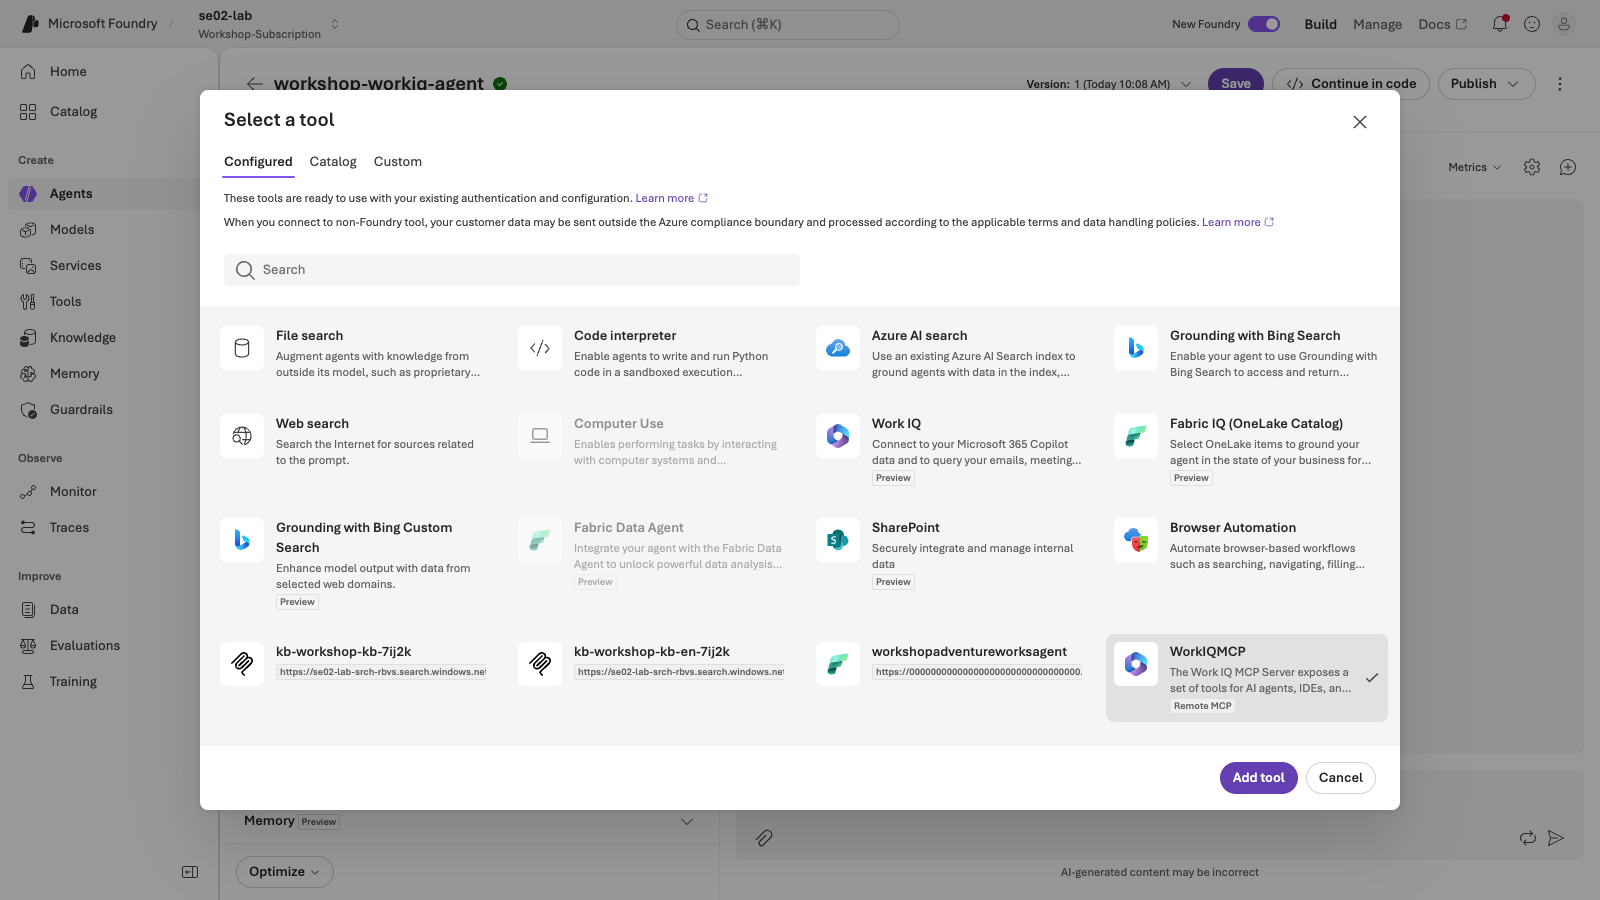 Microsoft Foundry / se02-lab
Workshop-Subscription
Search (⌘K)
New Foundry Build Manage Docs
Home
Catalog
Create
Agents
Models
Services
Tools
Knowledge
Memory
Guardrails
Observe
Monitor
Traces
Improve
Data
Evaluations
Training
workshop-workiq-agent
Version: 1 (Today 10:08 AM)
Save
Continue in code
Publish
Metrics
Select a tool
Configured Catalog Custom
These tools are ready to use with your existing authentication and configuration. Learn more
When you connect to non-Foundry tool, your customer data may be sent outside the Azure compliance boundary and processed according to the applicable terms and data handling policies. Learn more
Search
File search
Augment agents with knowledge from
outside its model, such as proprietary...
Code interpreter
Enable agents to write and run Python
code in a sandboxed execution...
Azure AI search
Use an existing Azure AI Search index to
ground agents with data in the index,...
Grounding with Bing Search
Enable your agent to use Grounding with
Bing Search to access and return...
Web search
Search the Internet for sources related
to the prompt.
Computer Use
Enables performing tasks by interacting
with computer systems and...
Work IQ
Connect to your Microsoft 365 Copilot
data and to query your emails, meeting...
Preview
Fabric IQ (OneLake Catalog)
Select OneLake items to ground your
agent in the state of your business for...
Preview
Grounding with Bing Custom
Search
Enhance model output with data from
selected web domains.
Preview
Fabric Data Agent
Integrate your agent with the Fabric Data
Agent to unlock powerful data analysis...
Preview
SharePoint
Securely integrate and manage internal
data
Preview
Browser Automation
Automate browser-based workflows
such as searching, navigating, filling...
kb-workshop-kb-7ij2k
https://se02-lab-srch-rbvs.search.windows.net
kb-workshop-kb-en-7ij2k
https://se02-lab-srch-rbvs.search.windows.net
workshopadventureworksagent
https://00000000000000000000000000000000.
WorkIQMCP
The Work IQ MCP Server exposes a
set of tools for AI agents, IDEs, an...
Remote MCP
Add tool
Cancel
Memory Preview
Optimize
AI-generated content may be incorrect